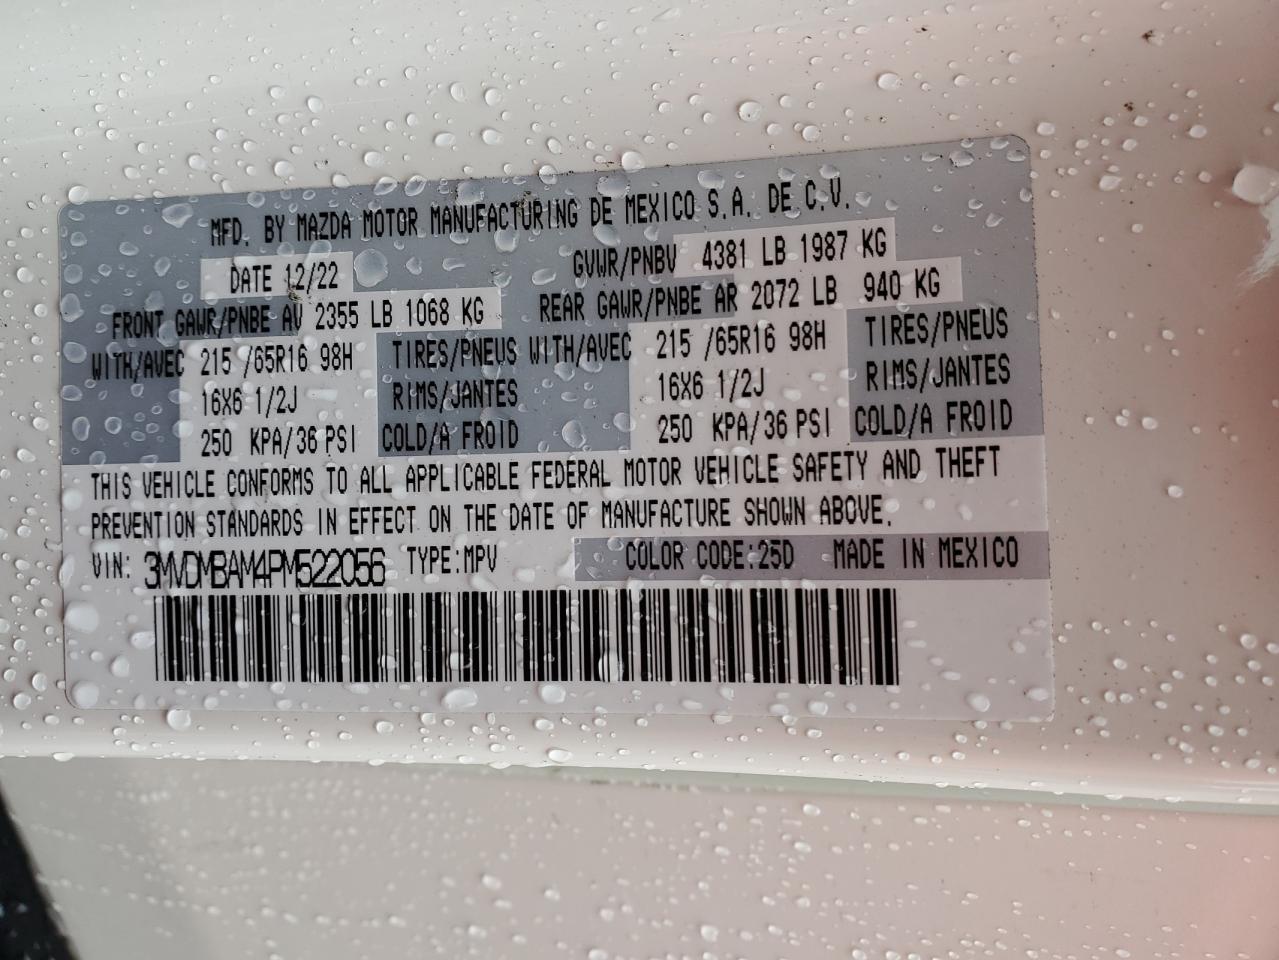 MFD. BY MAZDA MOTOR MANUFACTURING DE MEXICO S.A. DE C.V.
DATE 12/22 GVWR/PNBV 4381 LB 1987 KG
FRONT GAWR/PNBE AV 2355 LB 1068 KG REAR GAWR/PNBE AR 2072 LB 940 KG
WITH/AVEC 215 /65R16 98H TIRES/PNEUS WITH/AVEC 215 /65R16 98H TIRES/PNEUS
16X6 1/2J RIMS/JANTES 16X6 1/2J RIMS/JANTES
250 KPA/36 PSI COLD/A FROID 250 KPA/36 PSI COLD/A FROID
THIS VEHICLE CONFORMS TO ALL APPLICABLE FEDERAL MOTOR VEHICLE SAFETY AND THEFT
PREVENTION STANDARDS IN EFFECT ON THE DATE OF MANUFACTURE SHOWN ABOVE.
VIN: 3MVDMBAM4PM522056 TYPE:MPV COLOR CODE:25D MADE IN MEXICO